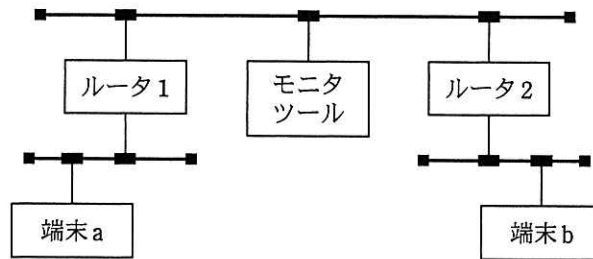 ルータ1
モニタ
ツール
ルータ2
端末a
端末b